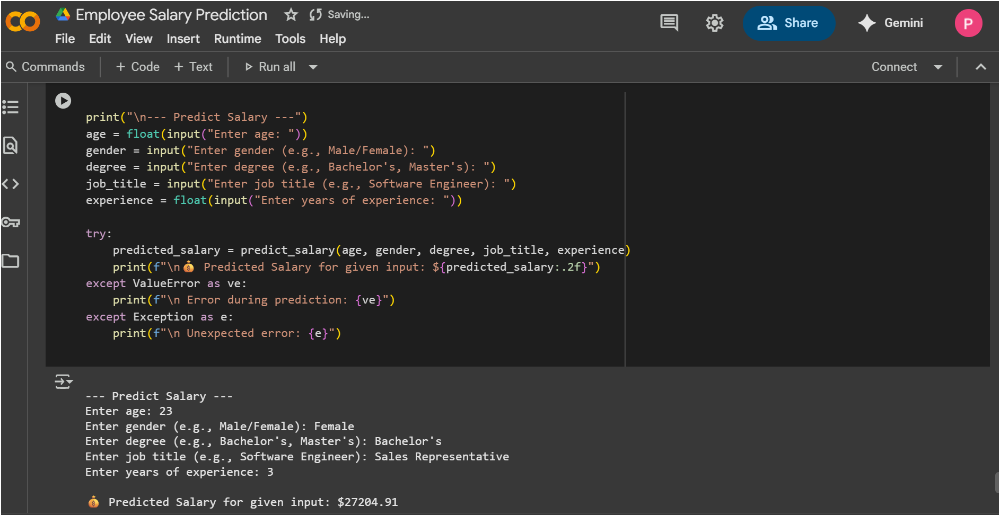 Employee Salary Prediction Saving...
Share
Gemini
P
File Edit View Insert Runtime Tools Help
Commands + Code + Text Run all Connect
print("\n--- Predict Salary ---")
age = float(input("Enter age: "))
gender = input("Enter gender (e.g., Male/Female): ")
degree = input("Enter degree (e.g., Bachelor's, Master's): ")
job_title = input("Enter job title (e.g., Software Engineer): ")
experience = float(input("Enter years of experience: "))
try:
    predicted_salary = predict_salary(age, gender, degree, job_title, experience)
    print(f"\n💰 Predicted Salary for given input: ${predicted_salary:.2f}")
except ValueError as ve:
    print(f"\n Error during prediction: {ve}")
except Exception as e:
    print(f"\n Unexpected error: {e}")
--- Predict Salary ---
Enter age: 23
Enter gender (e.g., Male/Female): Female
Enter degree (e.g., Bachelor's, Master's): Bachelor's
Enter job title (e.g., Software Engineer): Sales Representative
Enter years of experience: 3
💰 Predicted Salary for given input: $27204.91